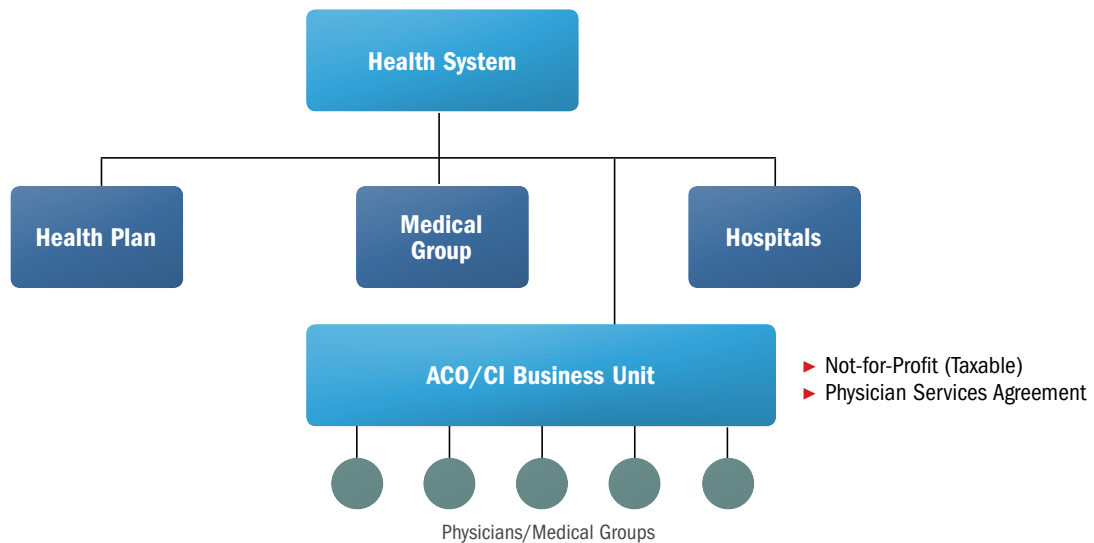 Health System
Health Plan
Medical
Group
Hospitals
ACO/CI Business Unit
► Not-for-Profit (Taxable)
► Physician Services Agreement
Physicians/Medical Groups